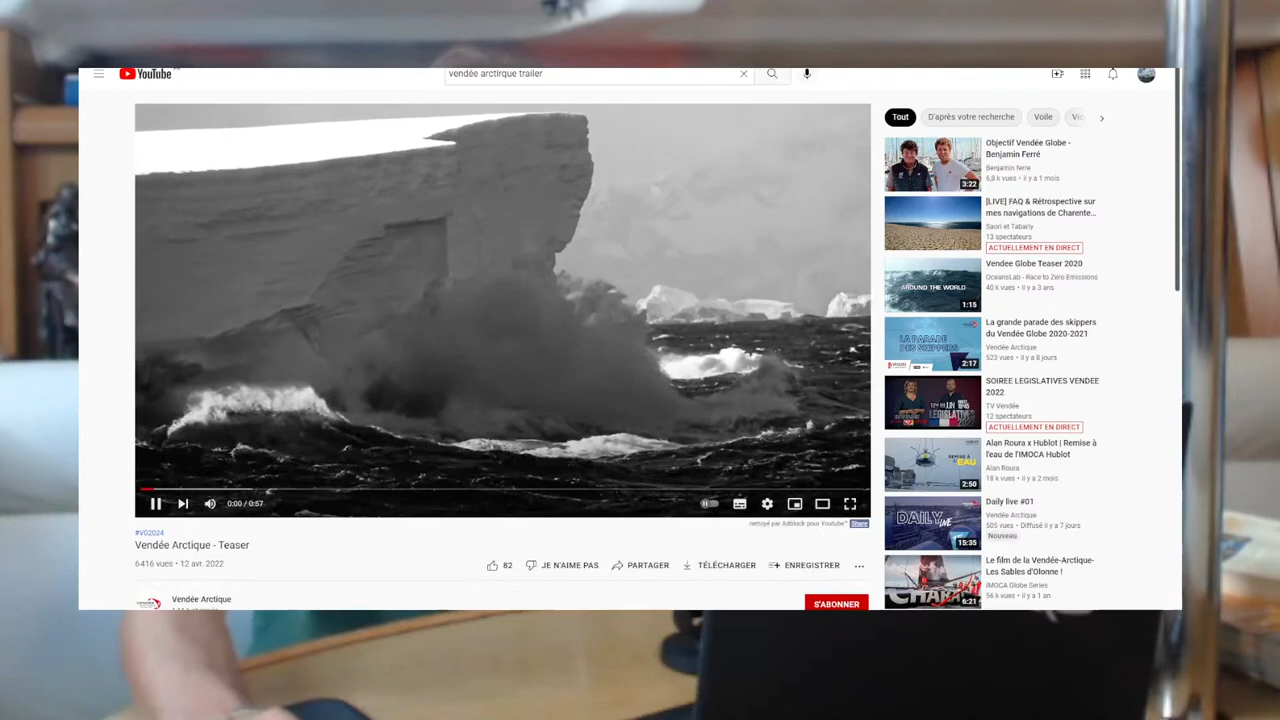 YouTube
vendée arctirque trailer
Tout
D'après votre recherche
Voile
Objectif Vendée Globe -
Benjamin Ferré
Benjamin ferre
6,8 k vues • il y a 1 mois
3:22
[LIVE] FAQ & Rétrospective sur
mes navigations de Charente...
Saori et Tabarly
13 spectateurs
ACTUELLEMENT EN DIRECT
Vendee Globe Teaser 2020
OceansLab - Race to Zero Emissions
40 k vues • il y a 3 ans
AROUND THE WORLD
1:15
La grande parade des skippers
du Vendée Globe 2020-2021
Vendée Arctique
523 vues • il y a 8 jours
LA PARADE
DES SKIPPERS
2:17
SOIREE LEGISLATIVES VENDEE
2022
TV Vendée
12 spectateurs
ACTUELLEMENT EN DIRECT
Alan Roura x Hublot | Remise à
l'eau de l'IMOCA Hublot
Alan Roura
18 k vues • il y a 2 mois
REMISE À
L'EAU
2:50
Daily live #01
Vendée Arctique
505 vues • Diffusé il y a 7 jours
Nouveau
DAILY LIVE
15:35
Le film de la Vendée-Arctique-
Les Sables d'Olonne !
IMOCA Globe Series
56 k vues • il y a 1 an
6:21
0:00 / 0:57
nettoyé par Adblock pour Youtube™ Share
#VG2024
Vendée Arctique - Teaser
6 416 vues • 12 avr. 2022
82
JE N'AIME PAS
PARTAGER
TÉLÉCHARGER
ENREGISTRER
Vendée Arctique
S'ABONNER